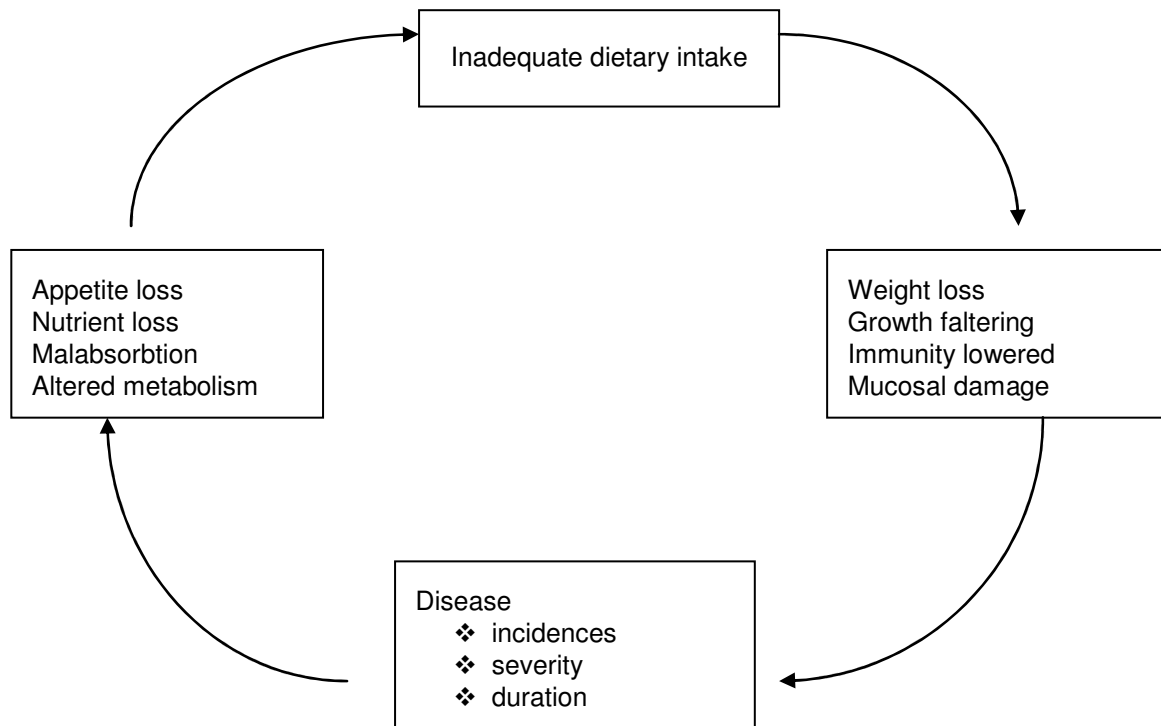 Inadequate dietary intake
Appetite loss
Nutrient loss
Malabsorbtion
Altered metabolism
Weight loss
Growth faltering
Immunity lowered
Mucosal damage
Disease
❖ incidences
❖ severity
❖ duration